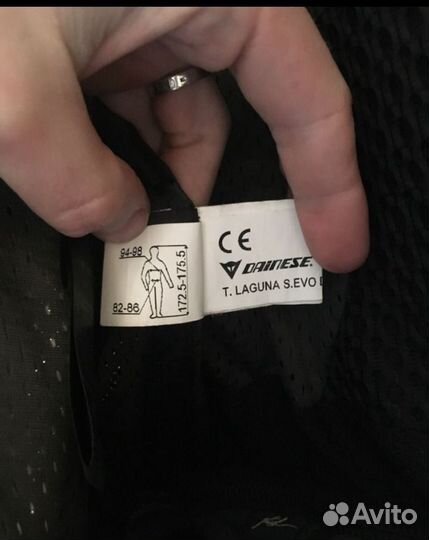 94-98
82-86
172.5-175.5
CE
DAINESE
T. LAGUNA S.EVO
Avito